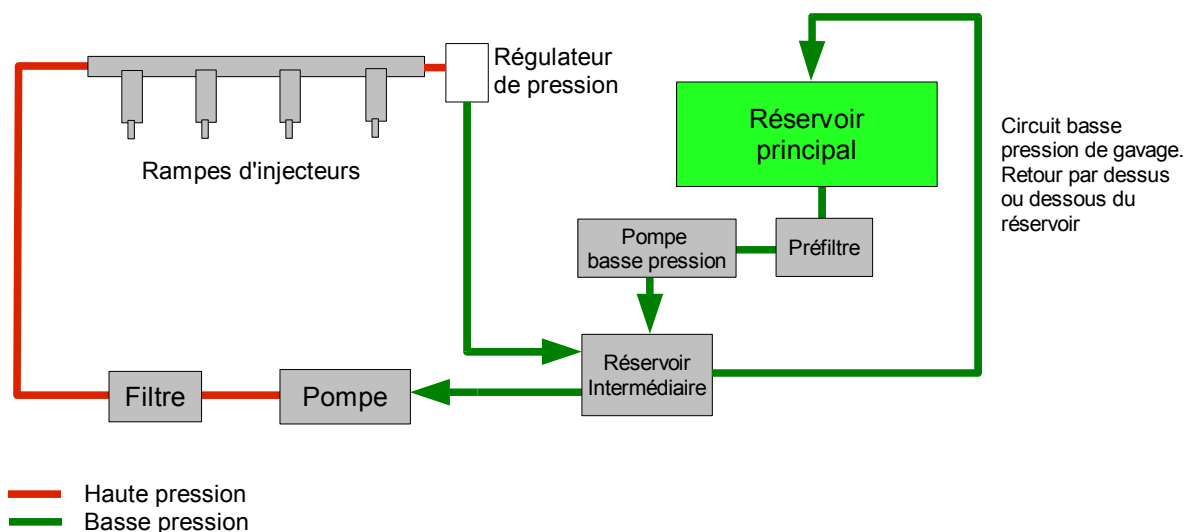 Régulateur
de pression
Rampes d'injecteurs
Réservoir
principal
Circuit basse
pression de gavage.
Retour par dessus
ou dessous du
réservoir
Pompe
basse pression
Préfiltre
Réservoir
Intermédiaire
Filtre
Pompe
Haute pression
Basse pression